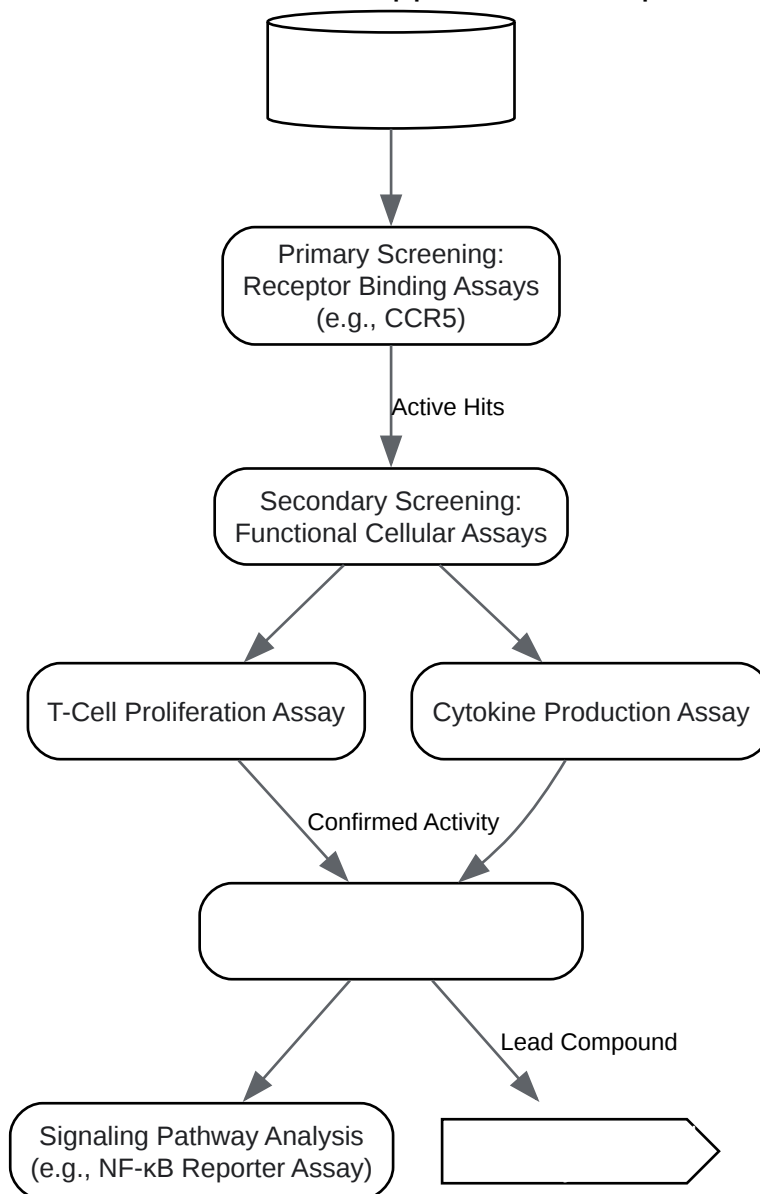 Primary Screening:
Receptor Binding Assays
(e.g., CCR5)
Active Hits
Secondary Screening:
Functional Cellular Assays
T-Cell Proliferation Assay
Cytokine Production Assay
Confirmed Activity
Lead Compound
Signaling Pathway Analysis
(e.g., NF-κB Reporter Assay)